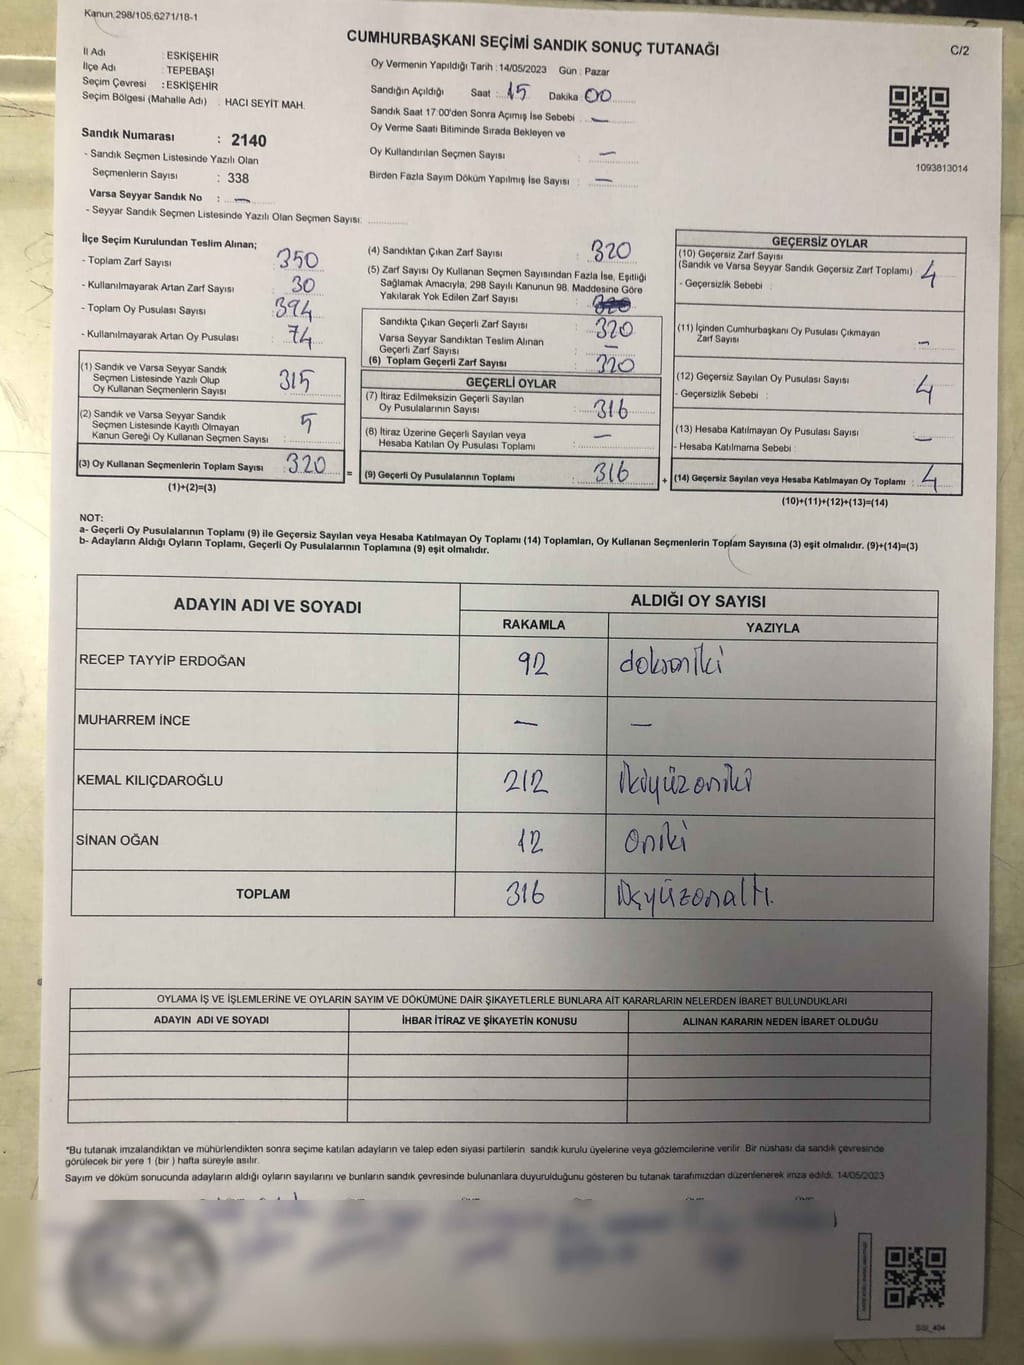 Kanun,298/105,6271/18-1
CUMHURBAŞKANI SEÇİMİ SANDIK SONUÇ TUTANAĞI
C/2
İl Adı : ESKİŞEHİR
İlçe Adı : TEPEBAŞI
Seçim Çevresi : ESKİŞEHİR
Seçim Bölgesi (Mahalle Adı) : HACI SEYİT MAH.
Oy Vermenin Yapıldığı Tarih : 14/05/2023 Gün : Pazar
Sandığın Açıldığı Saat : 15 Dakika 00
Sandık Saat 17:00'den Sonra Açımış İse Sebebi : —
Oy Verme Saati Bitiminde Sırada Bekleyen ve
Oy Kullandırılan Seçmen Sayısı : —
Birden Fazla Sayım Döküm Yapılmış İse Sayısı : —
1093813014
Sandık Numarası : 2140
- Sandık Seçmen Listesinde Yazılı Olan
Seçmenlerin Sayısı : 338
Varsa Seyyar Sandık No : —
- Seyyar Sandık Seçmen Listesinde Yazılı Olan Seçmen Sayısı:
İlçe Seçim Kurulundan Teslim Alınan;
- Toplam Zarf Sayısı : 350
- Kullanılmayarak Artan Zarf Sayısı : 30
- Toplam Oy Pusulası Sayısı : 394
- Kullanılmayarak Artan Oy Pusulası : 74
(1) Sandık ve Varsa Seyyar Sandık
Seçmen Listesinde Yazılı Olup
Oy Kullanan Seçmenlerin Sayısı : 315
(2) Sandık ve Varsa Seyyar Sandık
Seçmen Listesinde Kayıtlı Olmayan
Kanun Gereği Oy Kullanan Seçmen Sayısı : 5
(3) Oy Kullanan Seçmenlerin Toplam Sayısı : 320
(1)+(2)=(3)
(4) Sandıktan Çıkan Zarf Sayısı : 320
(5) Zarf Sayısı Oy Kullanan Seçmen Sayısından Fazla İse, Eşitliği
Sağlamak Amacıyla, 298 Sayılı Kanunun 98. Maddesine Göre
Yakılarak Yok Edilen Zarf Sayısı :
Sandıkta Çıkan Geçerli Zarf Sayısı : 320
Varsa Seyyar Sandıktan Teslim Alınan
Geçerli Zarf Sayısı : —
(6) Toplam Geçerli Zarf Sayısı : 320
GEÇERLİ OYLAR
(7) İtiraz Edilmeksizin Geçerli Sayılan
Oy Pusulalarının Sayısı : 316
(8) İtiraz Üzerine Geçerli Sayılan veya
Hesaba Katılan Oy Pusulası Toplamı : —
= (9) Geçerli Oy Pusulalarının Toplamı : 316
GEÇERSİZ OYLAR
(10) Geçersiz Zarf Sayısı
(Sandık ve Varsa Seyyar Sandık Geçersiz Zarf Toplamı) : 4
- Geçersizlik Sebebi :
(11) İçinden Cumhurbaşkanı Oy Pusulası Çıkmayan
Zarf Sayısı : —
(12) Geçersiz Sayılan Oy Pusulası Sayısı : 4
- Geçersizlik Sebebi :
(13) Hesaba Katılmayan Oy Pusulası Sayısı : —
- Hesaba Katılmama Sebebi :
+ (14) Geçersiz Sayılan veya Hesaba Katılmayan Oy Toplamı : 4
(10)+(11)+(12)+(13)=(14)
NOT:
a- Geçerli Oy Pusulalarının Toplamı (9) ile Geçersiz Sayılan veya Hesaba Katılmayan Oy Toplamı (14) Toplamları, Oy Kullanan Seçmenlerin Toplam Sayısına (3) eşit olmalıdır. (9)+(14)=(3)
b- Adayların Aldığı Oyların Toplamı, Geçerli Oy Pusulalarının Toplamına (9) eşit olmalıdır.
ADAYIN ADI VE SOYADI ALDIĞI OY SAYISI
RAKAMLA YAZIYLA
RECEP TAYYİP ERDOĞAN 92 doksaniki
MUHARREM İNCE — —
KEMAL KILIÇDAROĞLU 212 ikiyüzoniki
SİNAN OĞAN 12 oniki
TOPLAM 316 üçyüzonaltı.
OYLAMA İŞ VE İŞLEMLERİNE VE OYLARIN SAYIM VE DÖKÜMÜNE DAİR ŞİKAYETLERLE BUNLARA AİT KARARLARIN NELERDEN İBARET BULUNDUKLARI
ADAYIN ADI VE SOYADI İHBAR İTİRAZ VE ŞİKAYETİN KONUSU ALINAN KARARIN NEDEN İBARET OLDUĞU
*Bu tutanak imzalandıktan ve mühürlendikten sonra seçime katılan adayların ve talep eden siyasi partilerin sandık kurulu üyelerine veya gözlemcilerine verilir. Bir nüshası da sandık çevresinde
görülecek bir yere 1 (bir ) hafta süreyle asılır.
Sayım ve döküm sonucunda adayların aldığı oyların sayılarını ve bunların sandık çevresinde bulunanlara duyurulduğunu gösteren bu tutanak tarafımızdan düzenlenerek imza edildi. 14/05/2023